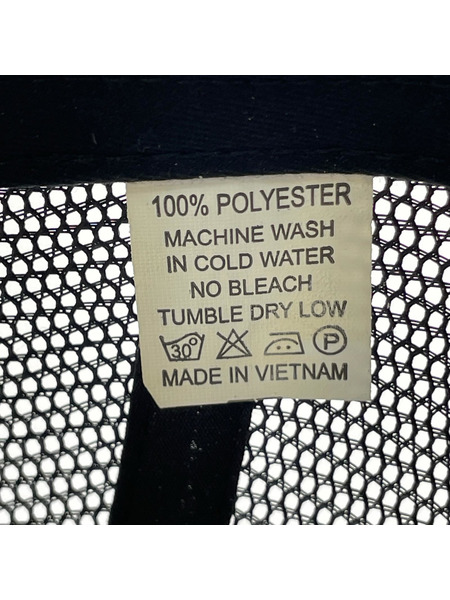 100% POLYESTER
MACHINE WASH
IN COLD WATER
NO BLEACH
TUMBLE DRY LOW
30° P
MADE IN VIETNAM